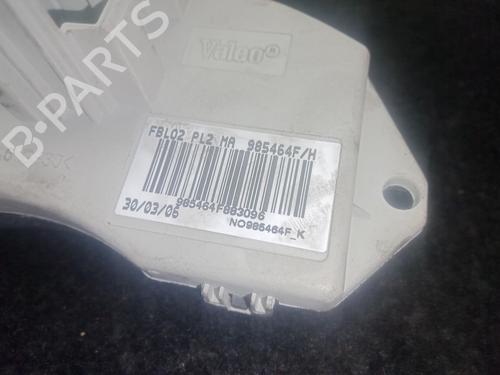 Valeo
FBL02 PL2 MA 985464F/H
985464F883096
30/03/06
NO985464F_K
B-PARTS